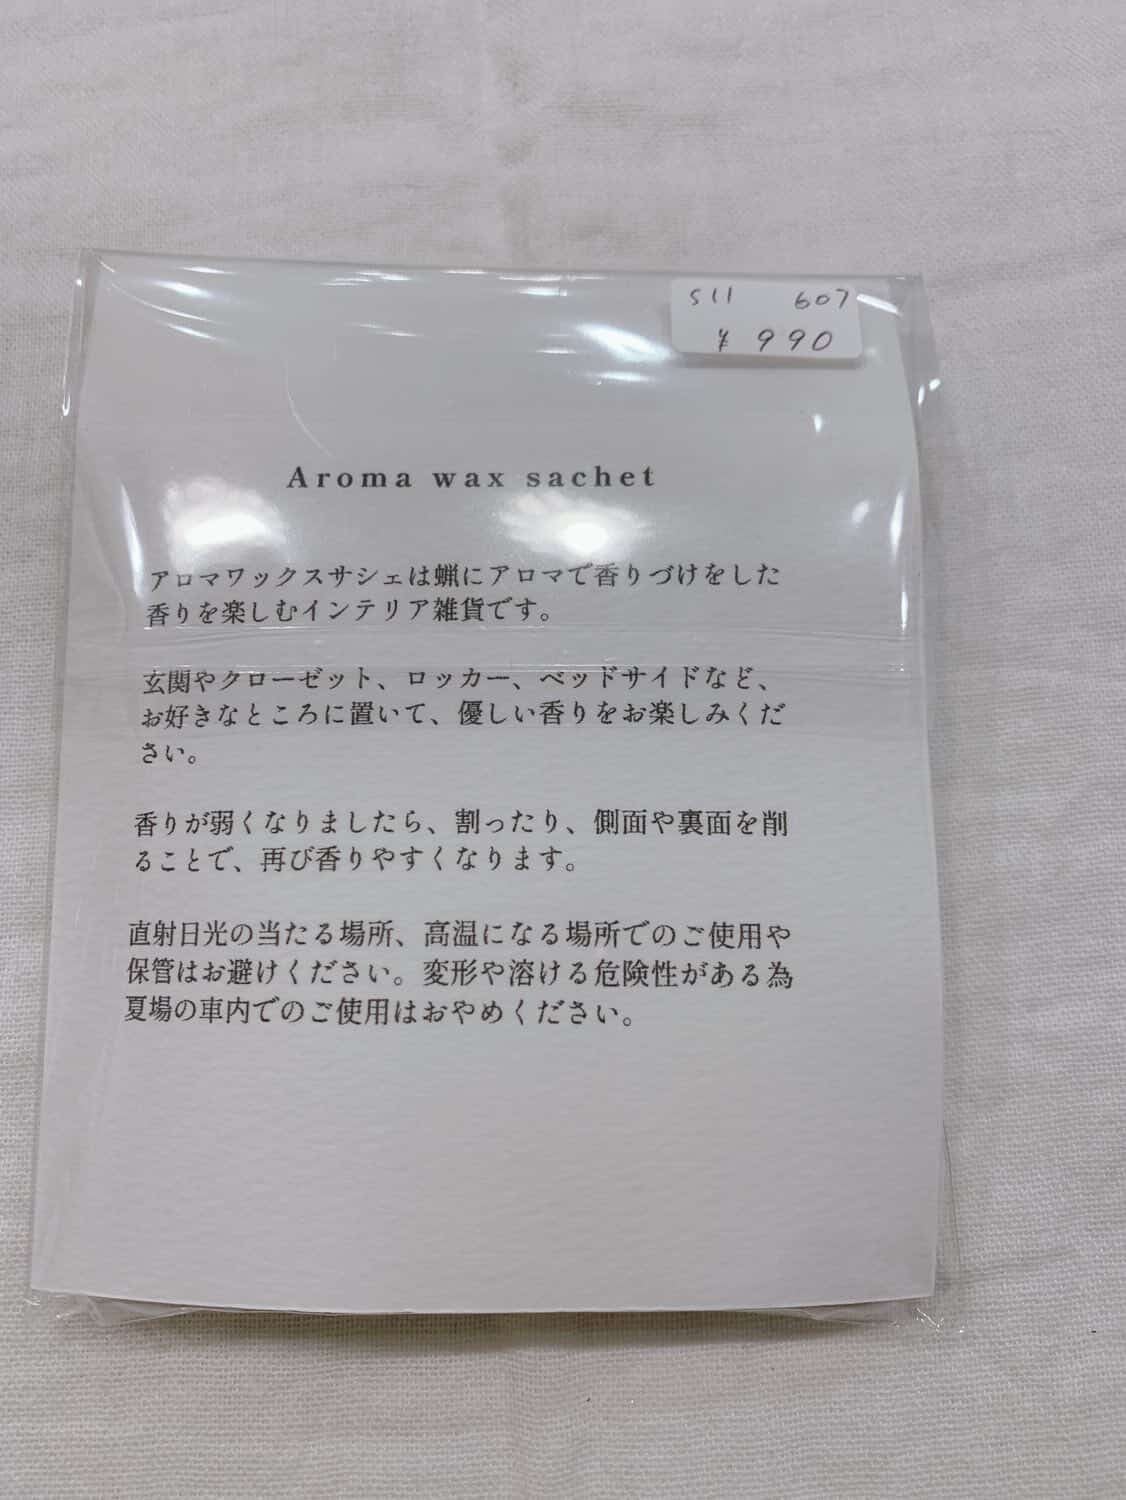 S11 607
¥ 990
Aroma wax sachet
アロマワックスサシェは蝋にアロマで香りづけをした
香りを楽しむインテリア雑貨です。
玄関やクローゼット、ロッカー、ベッドサイドなど、
お好きなところに置いて、優しい香りをお楽しみくだ
さい。
香りが弱くなりましたら、割ったり、側面や裏面を削
ることで、再び香りやすくなります。
直射日光の当たる場所、高温になる場所でのご使用や
保管はお避けください。変形や溶ける危険性がある為
夏場の車内でのご使用はおやめください。